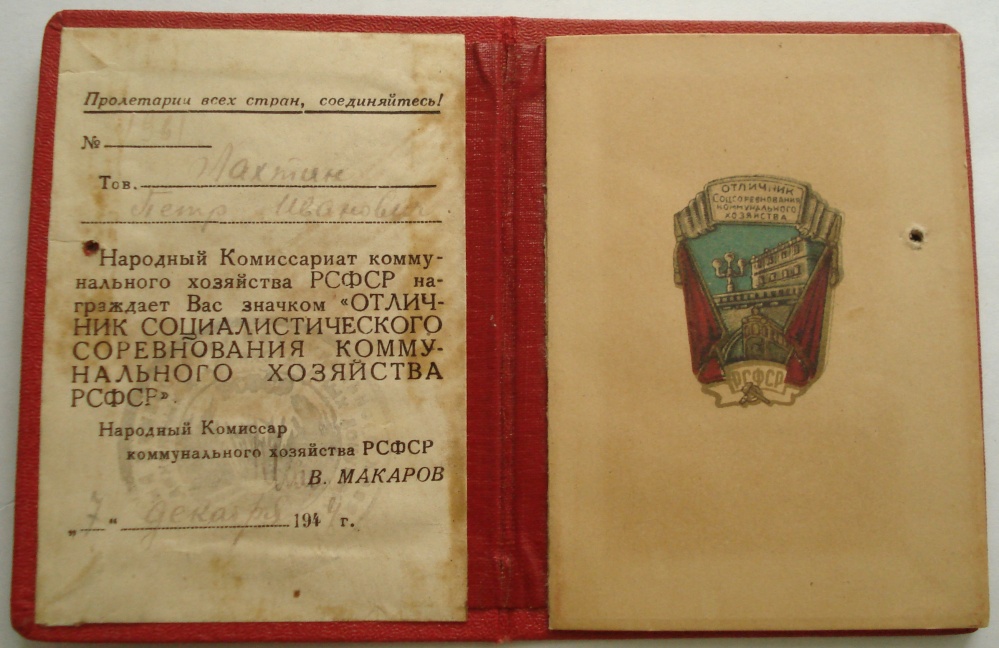 Пролетарии всех стран, соединяйтесь!
№
Тов.
Петр Иванович
Народный Комиссариат комму-
нального хозяйства РСФСР на-
граждает Вас значком «ОТЛИЧ-
НИК СОЦИАЛИСТИЧЕСКОГО
СОРЕВНОВАНИЯ КОММУ-
НАЛЬНОГО ХОЗЯЙСТВА
РСФСР».
Народный Комиссар
коммунального хозяйства РСФСР
В. МАКАРОВ
„7“ декабря 194 г.
ОТЛИЧНИК
СОЦСОРЕВНОВАНИЯ
КОММУНАЛЬНОГО
ХОЗЯЙСТВА
РСФСР